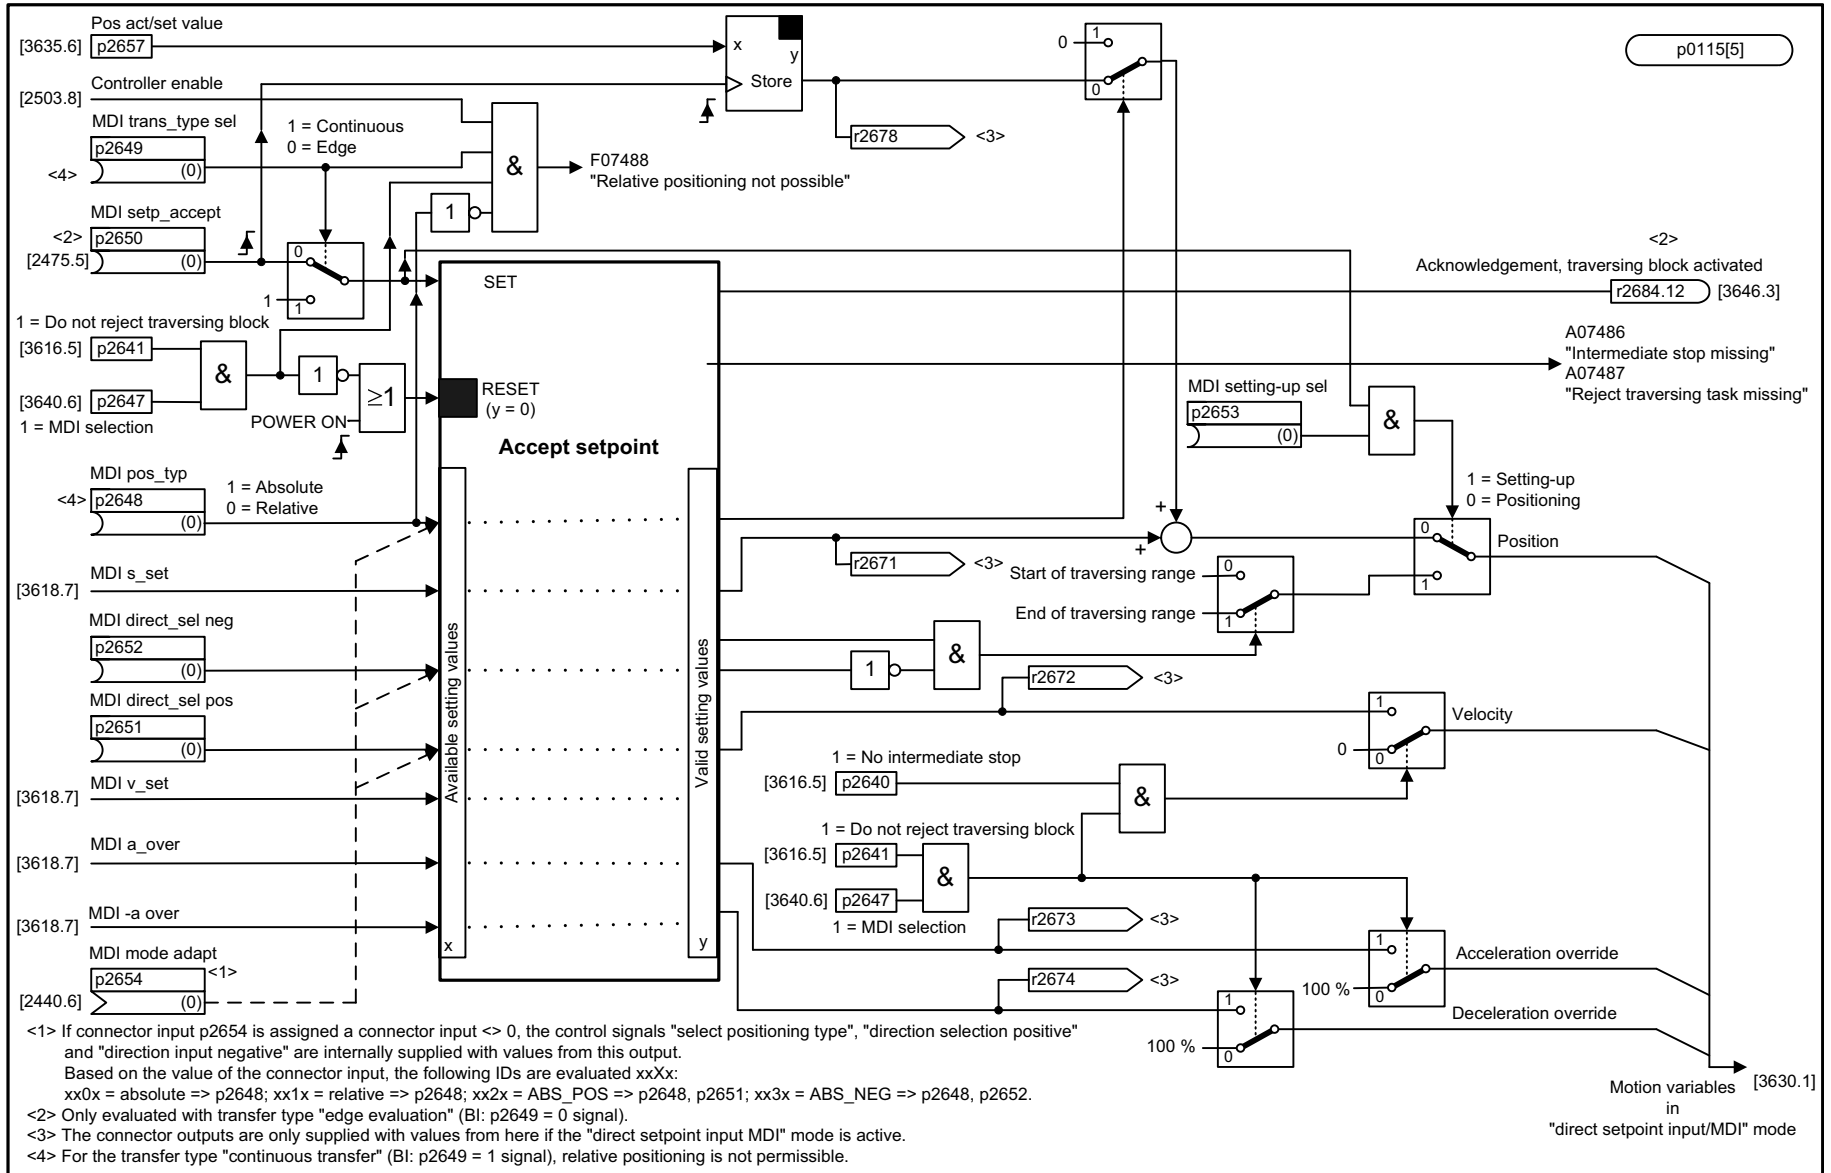 Pos act/set value
[3635.6] p2657
x
y
Store
1
0
0
p0115[5]
Controller enable
[2503.8]
MDI trans_type sel
p2649
<4> (0)
1 = Continuous
0 = Edge
&
F07488
"Relative positioning not possible"
r2678 <3>
1
MDI setp_accept
<2> p2650
[2475.5] (0)
0
1
1
SET
<2>
Acknowledgement, traversing block activated
r2684.12 [3646.3]
1 = Do not reject traversing block
[3616.5] p2641
&
1
≥1
[3640.6] p2647
1 = MDI selection
POWER ON
RESET
(y = 0)
Accept setpoint
A07486
"Intermediate stop missing"
A07487
"Reject traversing task missing"
MDI setting-up sel
p2653
(0)
&
MDI pos_typ
<4> p2648
(0)
1 = Absolute
0 = Relative
1 = Setting-up
0 = Positioning
+
+
0
1
Position
r2671 <3>
MDI s_set
[3618.7]
Start of traversing range
0
End of traversing range
1
MDI direct_sel neg
p2652
(0)
1
&
r2672 <3>
MDI direct_sel pos
p2651
(0)
Available setting values
Valid setting values
1
0
0
Velocity
MDI v_set
[3618.7]
1 = No intermediate stop
[3616.5] p2640
&
MDI a_over
[3618.7]
1 = Do not reject traversing block
[3616.5] p2641
&
[3640.6] p2647
1 = MDI selection
MDI -a over
[3618.7]
x
y
r2673 <3>
1
100 %
0
Acceleration override
MDI mode adapt
p2654 <1>
[2440.6] (0)
r2674 <3>
1
100 %
0
Deceleration override
Motion variables [3630.1]
in
"direct setpoint input/MDI" mode
<1> If connector input p2654 is assigned a connector input <> 0, the control signals "select positioning type", "direction selection positive"
and "direction input negative" are internally supplied with values from this output.
Based on the value of the connector input, the following IDs are evaluated xxXx:
xx0x = absolute => p2648; xx1x = relative => p2648; xx2x = ABS_POS => p2648, p2651; xx3x = ABS_NEG => p2648, p2652.
<2> Only evaluated with transfer type "edge evaluation" (BI: p2649 = 0 signal).
<3> The connector outputs are only supplied with values from here if the "direct setpoint input MDI" mode is active.
<4> For the transfer type "continuous transfer" (BI: p2649 = 1 signal), relative positioning is not permissible.